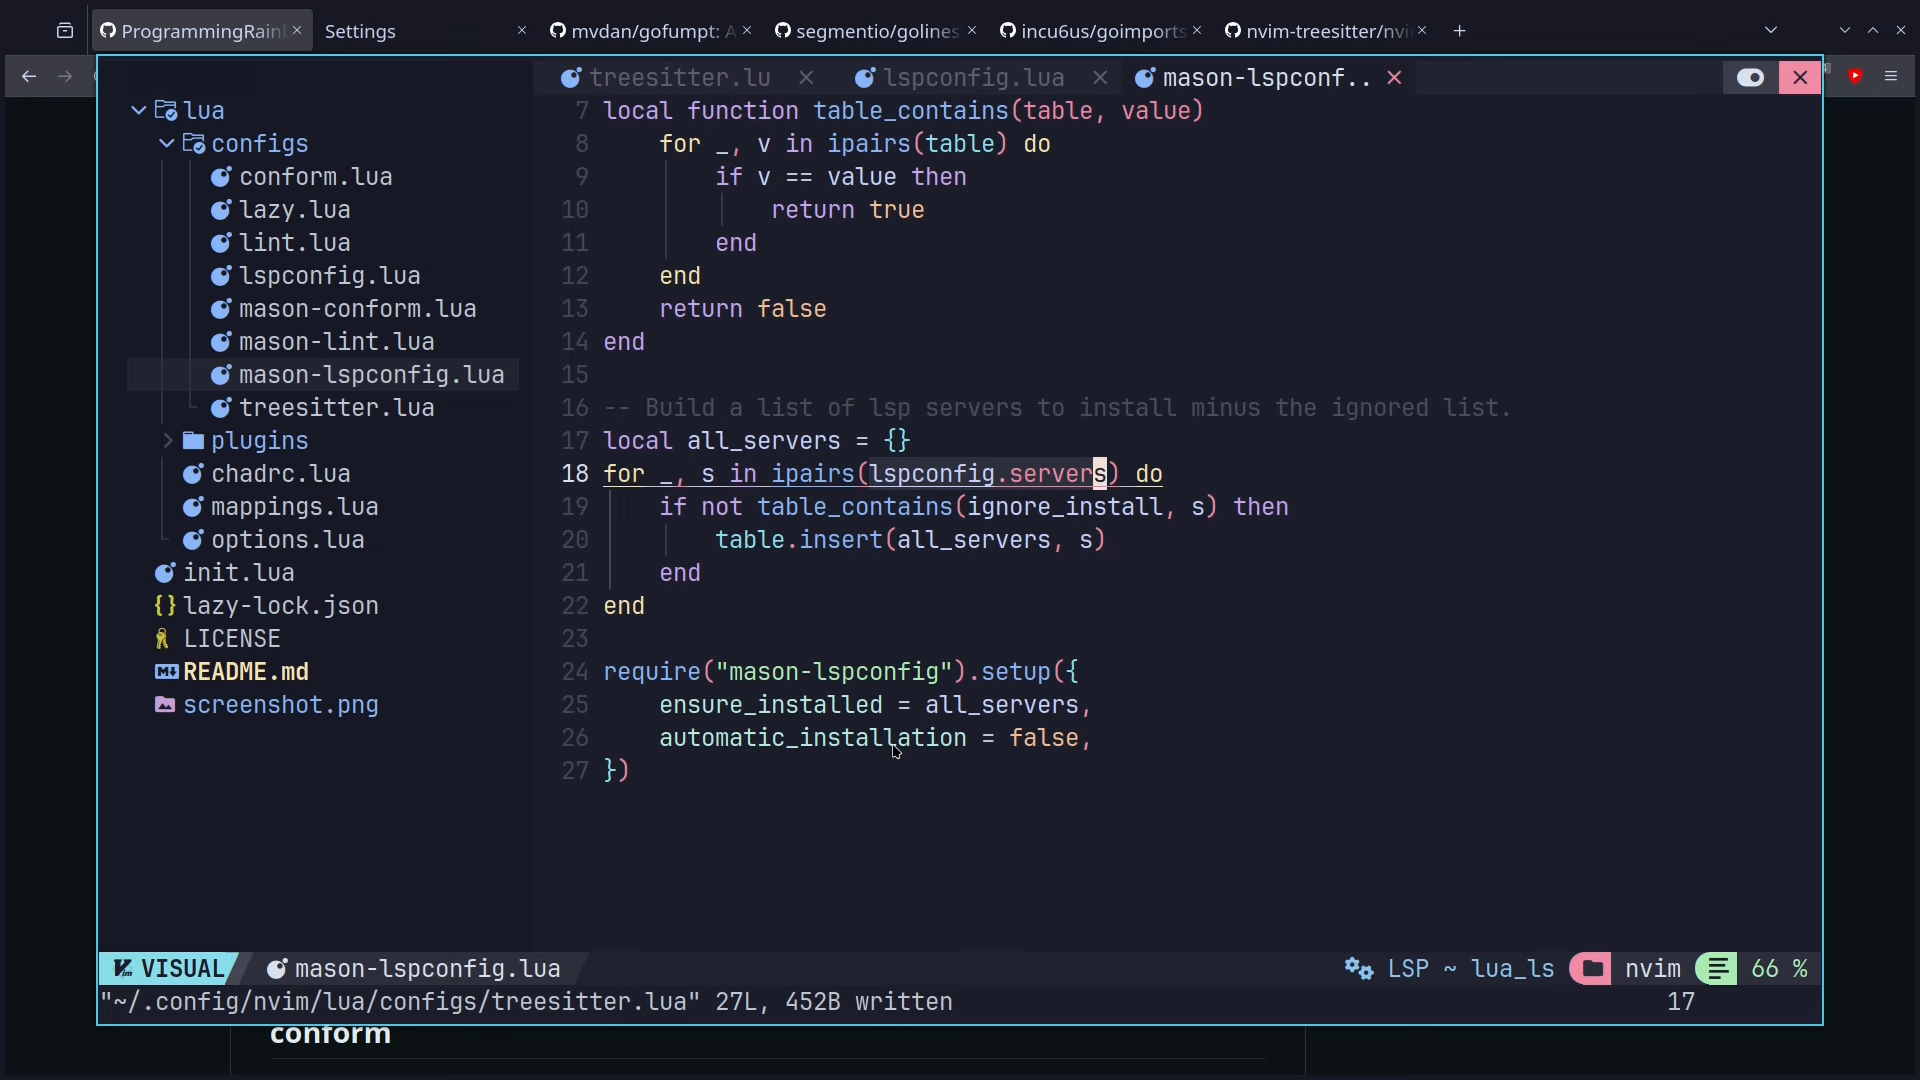 ProgrammingRain
Settings
mvdan/gofumpt: A
segmentio/golines
incu6us/goimports
nvim-treesitter/nvi
treesitter.lu
lspconfig.lua
mason-lspconf..
lua
configs
conform.lua
lazy.lua
lint.lua
lspconfig.lua
mason-conform.lua
mason-lint.lua
mason-lspconfig.lua
treesitter.lua
plugins
chadrc.lua
mappings.lua
options.lua
init.lua
{} lazy-lock.json
LICENSE
README.md
screenshot.png
7 local function table_contains(table, value)
8 for _, v in ipairs(table) do
9 if v == value then
10 return true
11 end
12 end
13 return false
14 end
15
16 -- Build a list of lsp servers to install minus the ignored list.
17 local all_servers = {}
18 for _, s in ipairs(lspconfig.servers) do
19 if not table_contains(ignore_install, s) then
20 table.insert(all_servers, s)
21 end
22 end
23
24 require("mason-lspconfig").setup({
25 ensure_installed = all_servers,
26 automatic_installation = false,
27 })
VISUAL
mason-lspconfig.lua
LSP ~ lua_ls
nvim
66 %
"~/.config/nvim/lua/configs/treesitter.lua" 27L, 452B written
17
conform